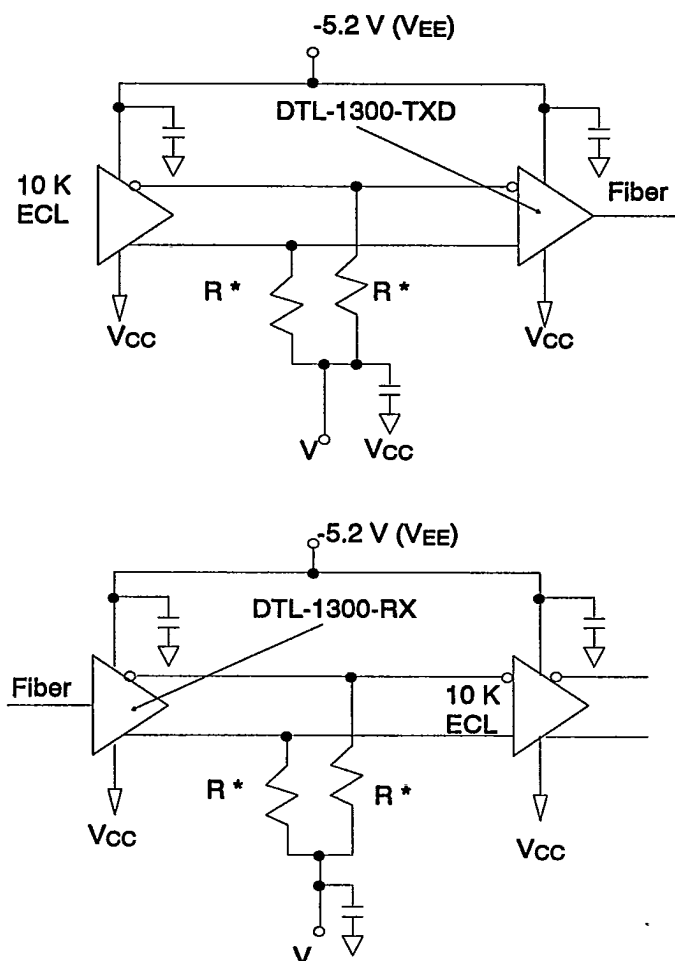 -5.2 V (VEE)
DTL-1300-TXD
10 K
ECL
Fiber
R *
R *
VCC
VCC
V
VCC
-5.2 V (VEE)
DTL-1300-RX
Fiber
10 K
ECL
R *
R *
VCC
VCC
V